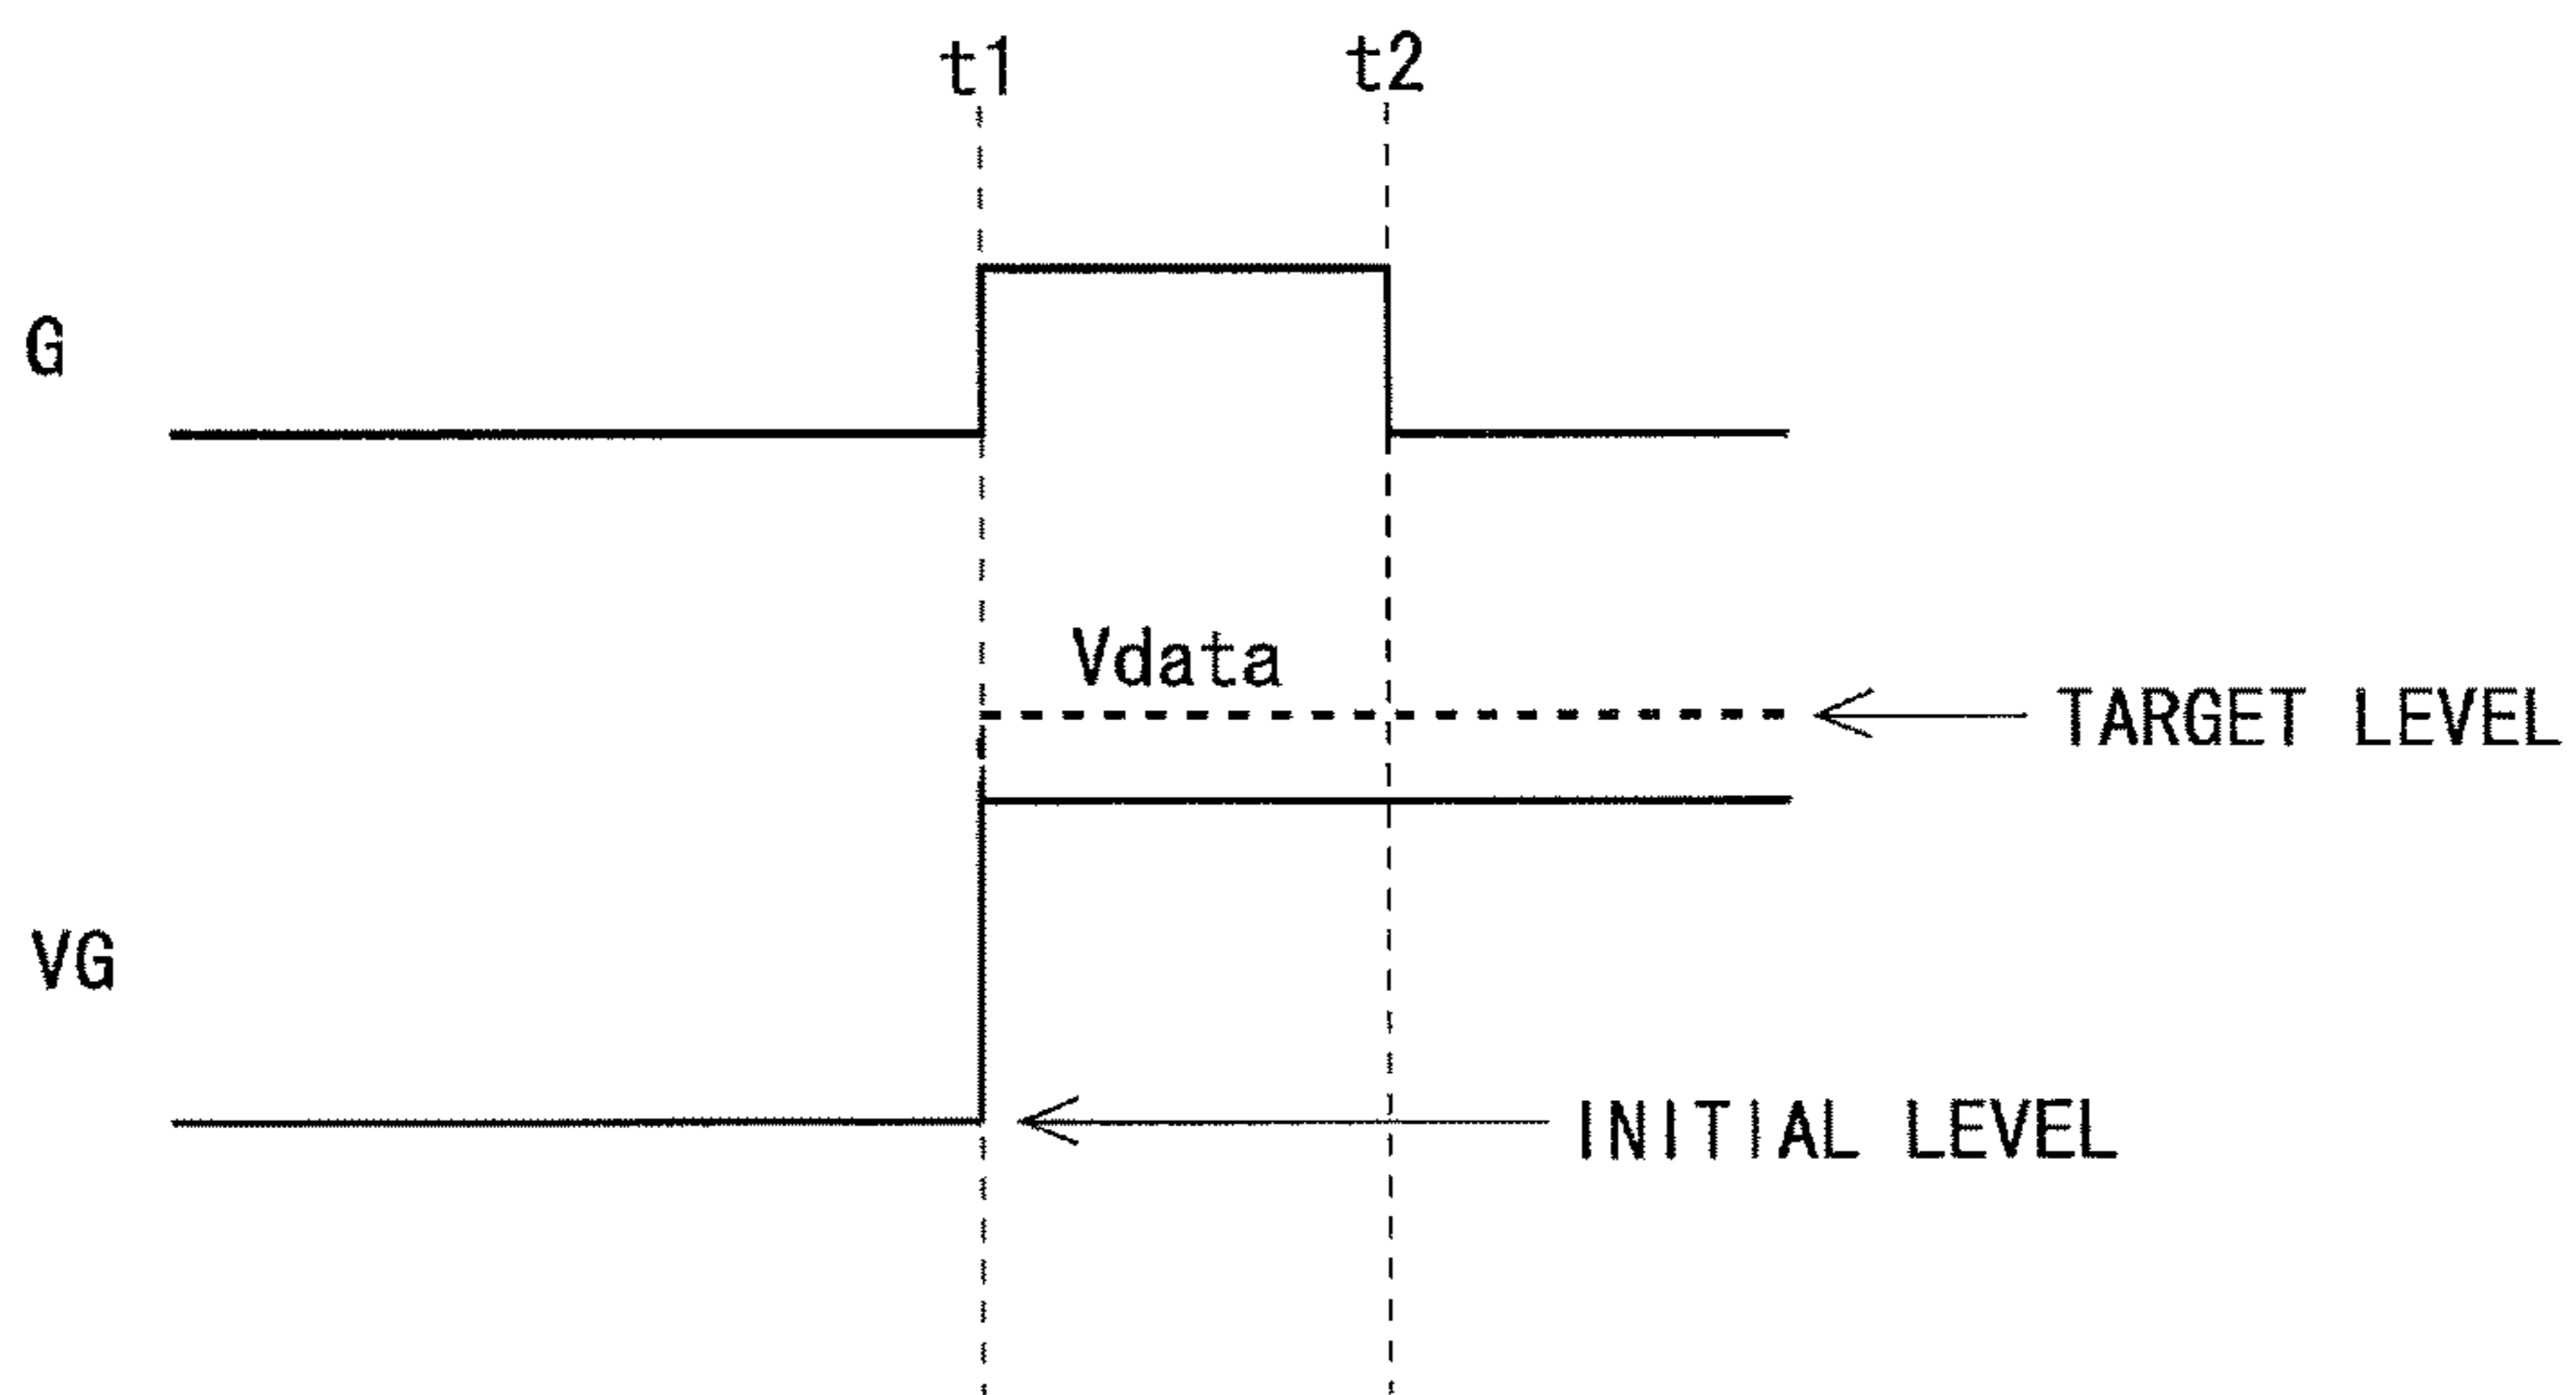 t1 t2
G
Vdata
TARGET LEVEL
VG
INITIAL LEVEL